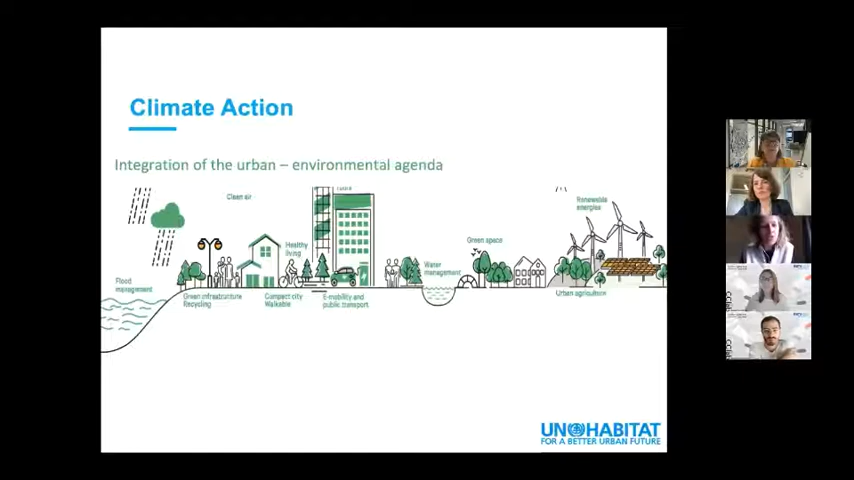 Climate Action
Integration of the urban – environmental agenda
Clean air
Renewable
energies
Green space
Healthy
living
Water
management
Flood
management
Green infrastructure
Recycling
Compact city
Walkable
E-mobility and
public transport
Urban agriculture
UN HABITAT
FOR A BETTER URBAN FUTURE